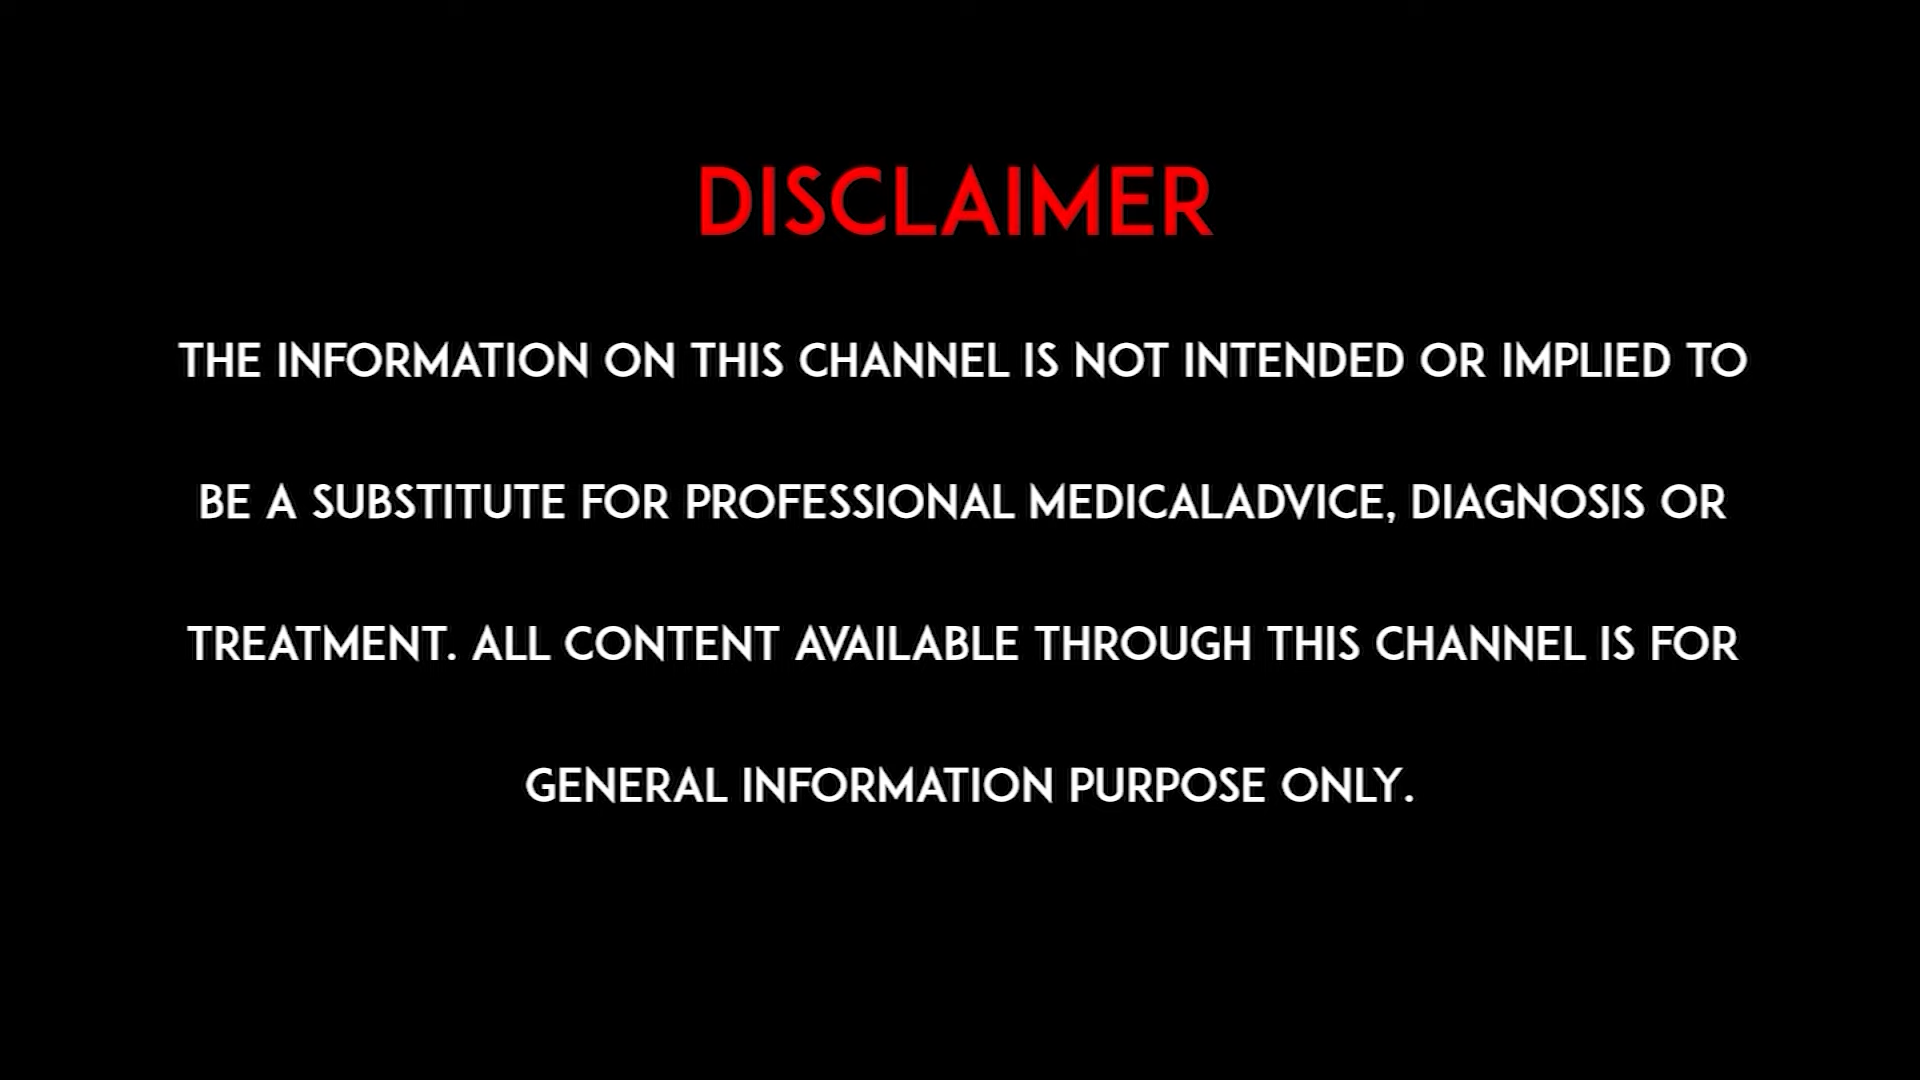 DISCLAIMER
THE INFORMATION ON THIS CHANNEL IS NOT INTENDED OR IMPLIED TO
BE A SUBSTITUTE FOR PROFESSIONAL MEDICALADVICE, DIAGNOSIS OR
TREATMENT. ALL CONTENT AVAILABLE THROUGH THIS CHANNEL IS FOR
GENERAL INFORMATION PURPOSE ONLY.